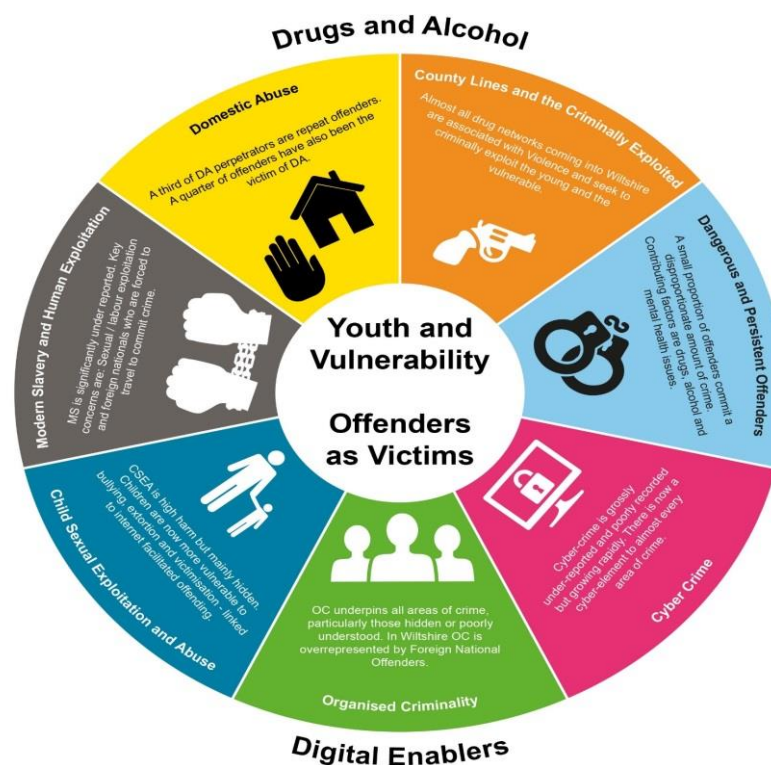 Drugs and Alcohol
Domestic Abuse
A third of DA perpetrators are repeat offenders.
A quarter of offenders have also been the
victim of DA.
County Lines and the Criminally Exploited
Almost all drug networks coming into Wiltshire
are associated with Violence and seek to
criminally exploit the young and the
vulnerable.
Dangerous and Persistent Offenders
A small proportion of offenders commit a
disproportionate amount of crime.
Contributing factors are drugs, alcohol and
mental health issues.
Cyber-crime is grossly
under-reported and poorly recorded
but growing rapidly. There is now a
cyber-element to almost every
area of crime.
Cyber Crime
OC underpins all areas of crime,
particularly those hidden or poorly
understood. In Wiltshire OC is
overrepresented by Foreign National
Offenders.
Organised Criminality
CSEA is high harm but mainly hidden.
Children are now more vulnerable to
bullying, extortion and victimisation - linked
to internet facilitated offending.
Child Sexual Exploitation and Abuse
Modern Slavery and Human Exploitation
MS is significantly under reported. Key
concerns are: Sexual / labour exploitation
and foreign nationals who are forced to
travel to commit crime.
Youth and
Vulnerability
Offenders
as Victims
Digital Enablers